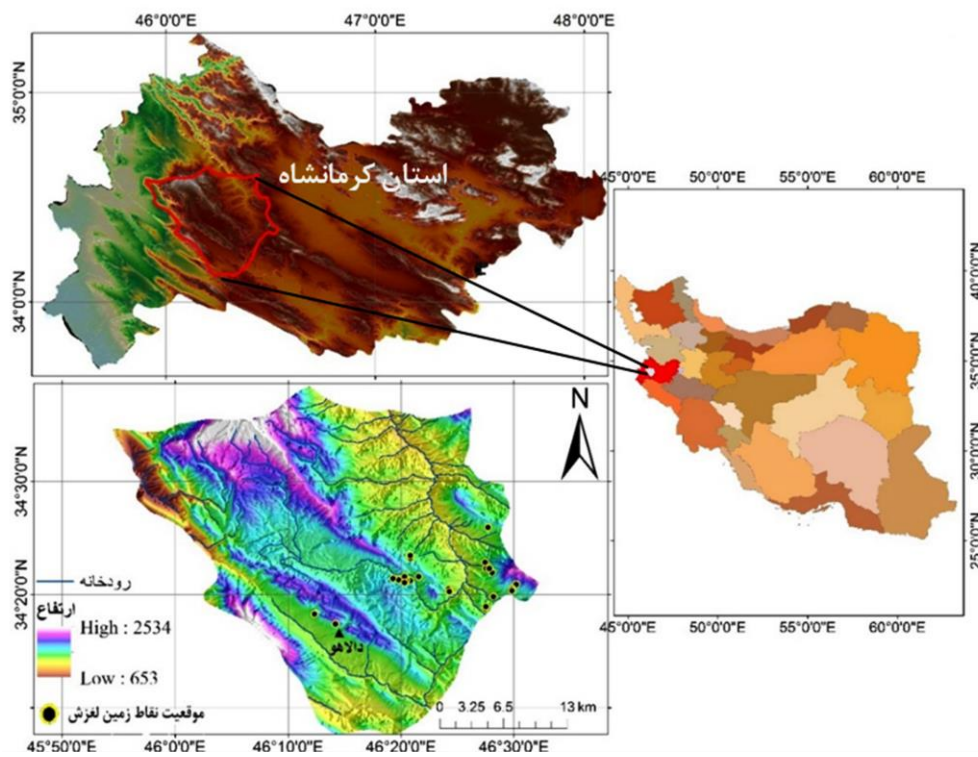 46°0'0"E 47°0'0"E 48°0'0"E
35°0'0"N
34°0'0"N
استان کرمانشاه
45°0'0"E 50°0'0"E 55°0'0"E 60°0'0"E
40°0'0"N
35°0'0"N
30°0'0"N
25°0'0"N
45°0'0"E 50°0'0"E 55°0'0"E 60°0'0"E
N
34°30'0"N
34°20'0"N
رودخانه
ارتفاع
High : 2534
Low : 653
موقعیت نقاط زمین لغزش
دالاهو
0 3.25 6.5 13 km
45°50'0"E 46°0'0"E 46°10'0"E 46°20'0"E 46°30'0"E